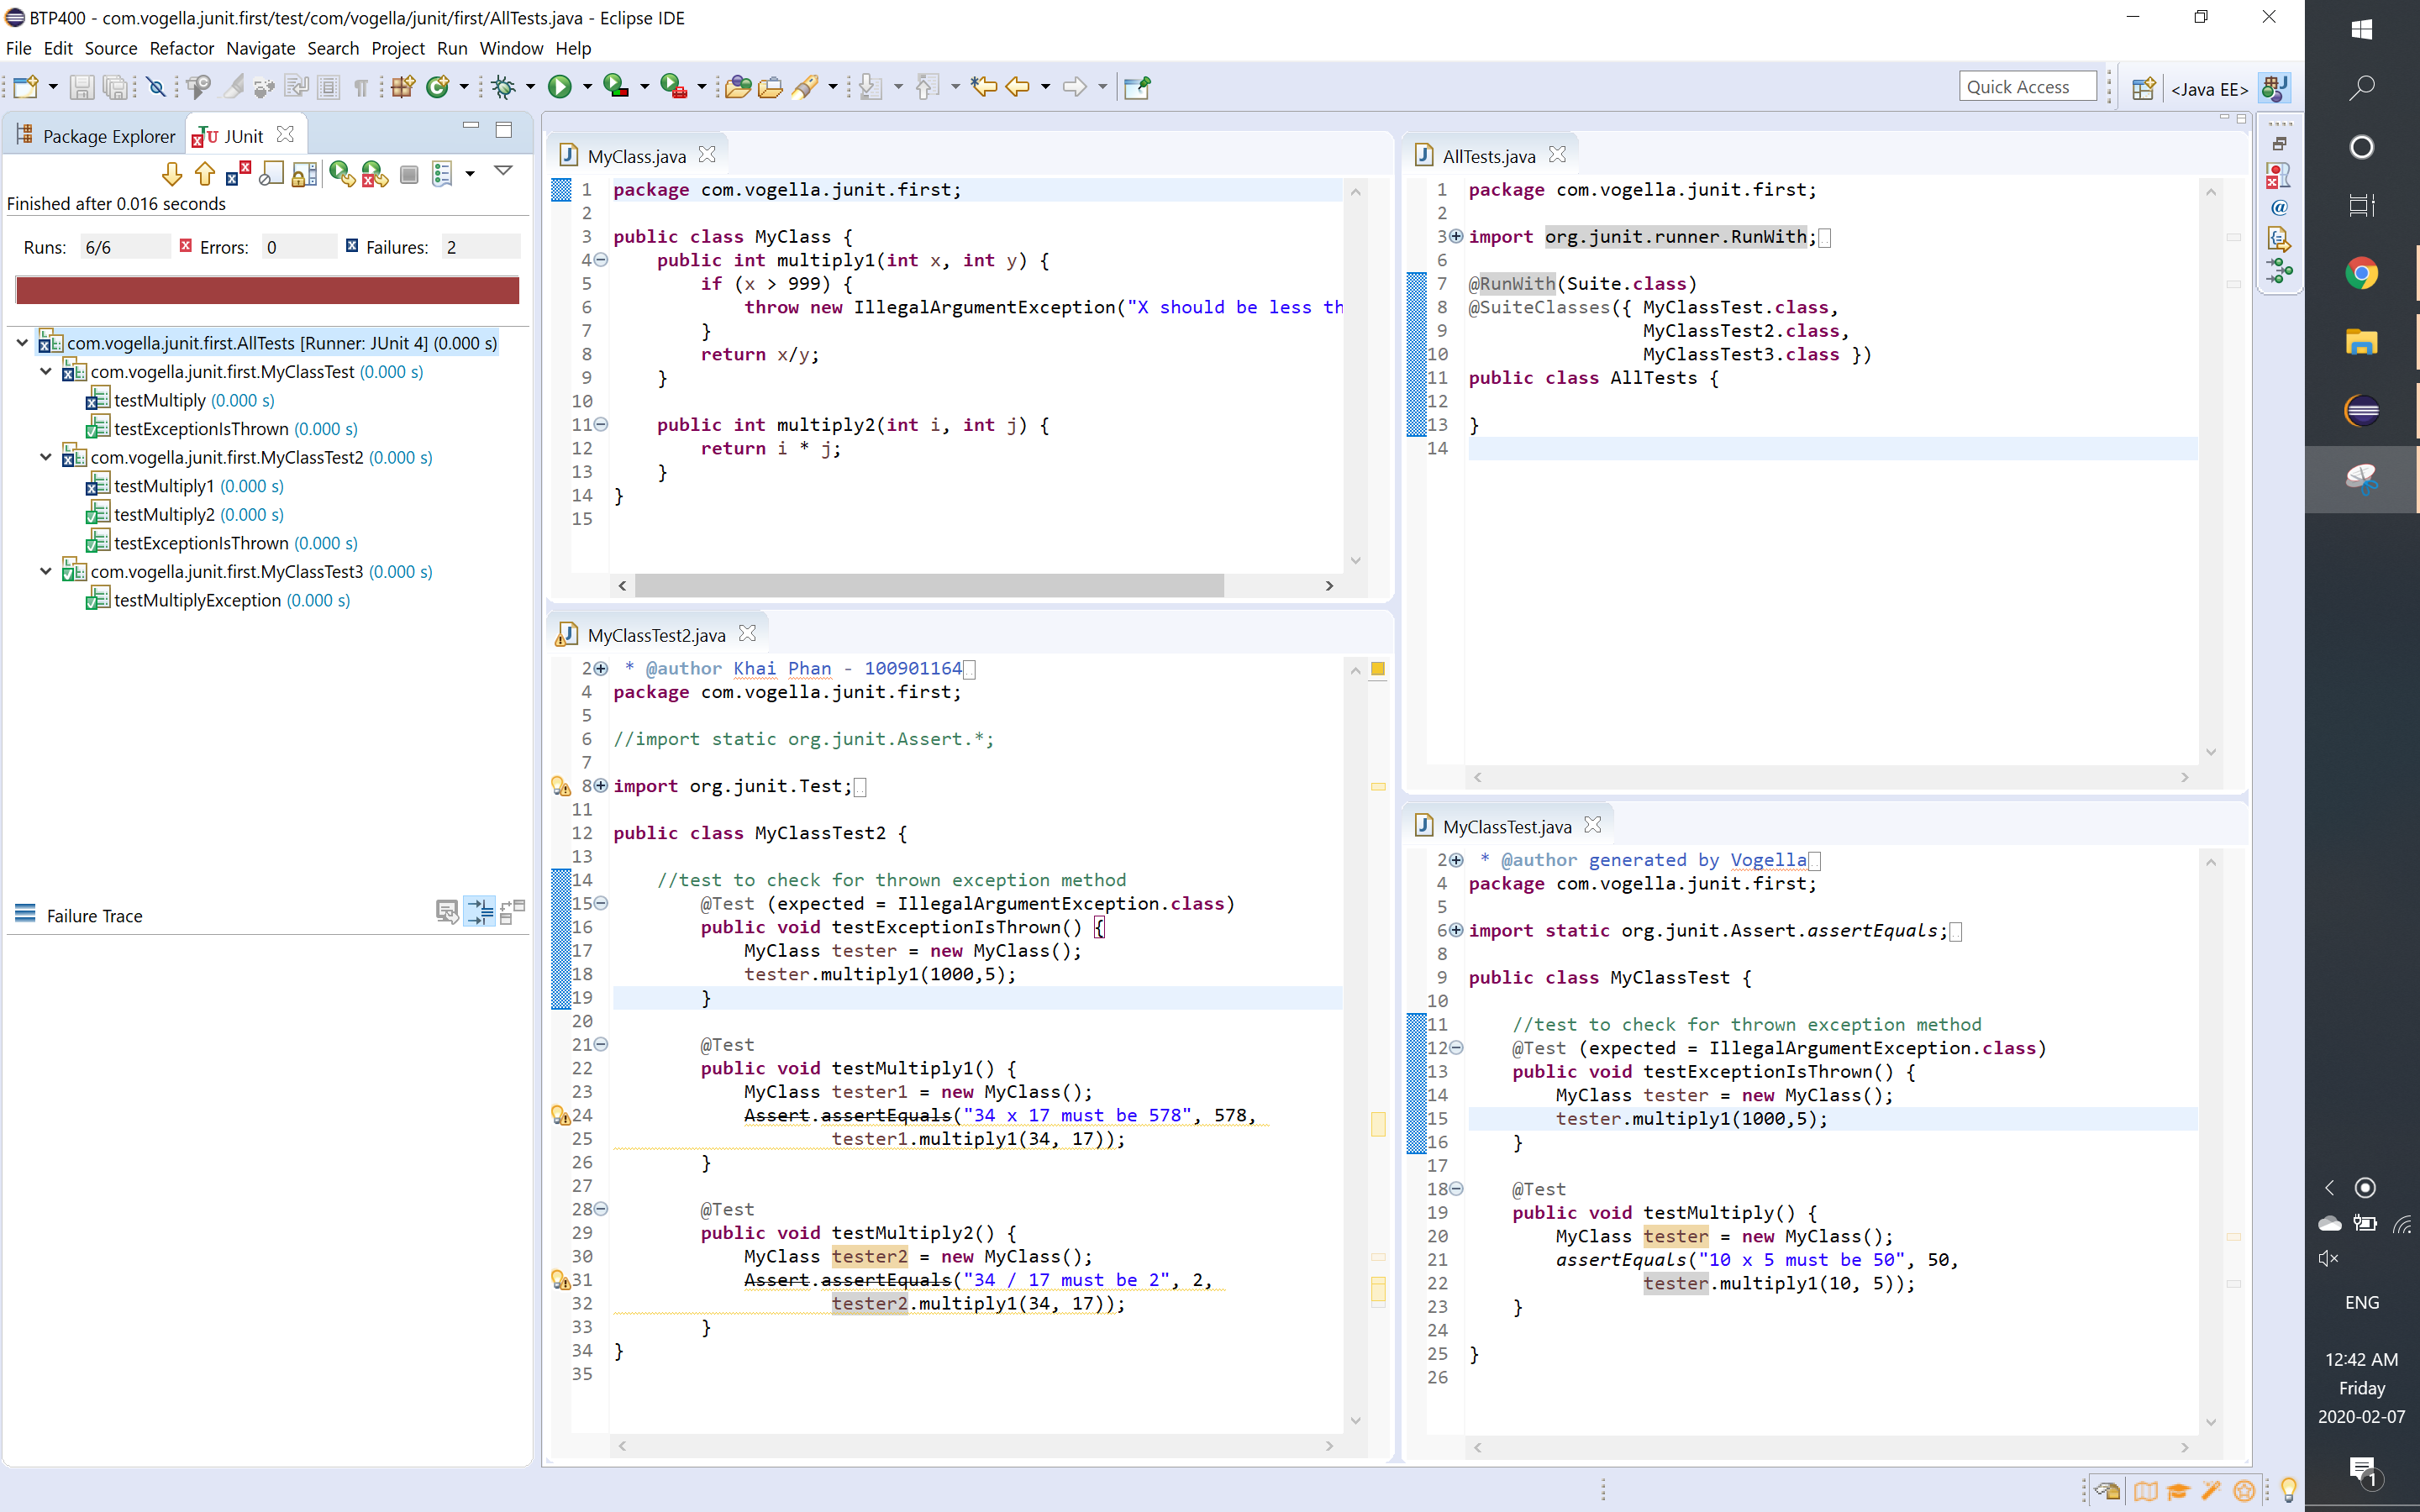 BTP400 - com.vogella.junit.first/test/com/vogella/junit/first/AllTests.java - Eclipse IDE
File Edit Source Refactor Navigate Search Project Run Window Help
Quick Access
<Java EE>
Package Explorer
JUnit
Finished after 0.016 seconds
Runs: 6/6 Errors: 0 Failures: 2
com.vogella.junit.first.AllTests [Runner: JUnit 4] (0.000 s)
com.vogella.junit.first.MyClassTest (0.000 s)
testMultiply (0.000 s)
testExceptionIsThrown (0.000 s)
com.vogella.junit.first.MyClassTest2 (0.000 s)
testMultiply1 (0.000 s)
testMultiply2 (0.000 s)
testExceptionIsThrown (0.000 s)
com.vogella.junit.first.MyClassTest3 (0.000 s)
testMultiplyException (0.000 s)
Failure Trace
MyClass.java
1 package com.vogella.junit.first;
2
3 public class MyClass {
4 public int multiply1(int x, int y) {
5 if (x > 999) {
6 throw new IllegalArgumentException("X should be less th
7 }
8 return x/y;
9 }
10
11 public int multiply2(int i, int j) {
12 return i * j;
13 }
14 }
15
MyClassTest2.java
2 * @author Khai Phan - 100901164
4 package com.vogella.junit.first;
5
6 //import static org.junit.Assert.*;
7
8 import org.junit.Test;
11
12 public class MyClassTest2 {
13
14 //test to check for thrown exception method
15 @Test (expected = IllegalArgumentException.class)
16 public void testExceptionIsThrown() {
17 MyClass tester = new MyClass();
18 tester.multiply1(1000,5);
19 }
20
21 @Test
22 public void testMultiply1() {
23 MyClass tester1 = new MyClass();
24 Assert.assertEquals("34 x 17 must be 578", 578,
25 tester1.multiply1(34, 17));
26 }
27
28 @Test
29 public void testMultiply2() {
30 MyClass tester2 = new MyClass();
31 Assert.assertEquals("34 / 17 must be 2", 2,
32 tester2.multiply1(34, 17));
33 }
34 }
35
AllTests.java
1 package com.vogella.junit.first;
2
3 import org.junit.runner.RunWith;
6
7 @RunWith(Suite.class)
8 @SuiteClasses({ MyClassTest.class,
9 MyClassTest2.class,
10 MyClassTest3.class })
11 public class AllTests {
12
13 }
14
MyClassTest.java
2 * @author generated by Vogella
4 package com.vogella.junit.first;
5
6 import static org.junit.Assert.assertEquals;
8
9 public class MyClassTest {
10
11 //test to check for thrown exception method
12 @Test (expected = IllegalArgumentException.class)
13 public void testExceptionIsThrown() {
14 MyClass tester = new MyClass();
15 tester.multiply1(1000,5);
16 }
17
18 @Test
19 public void testMultiply() {
20 MyClass tester = new MyClass();
21 assertEquals("10 x 5 must be 50", 50,
22 tester.multiply1(10, 5));
23 }
24
25 }
26
ENG
12:42 AM
Friday
2020-02-07
1